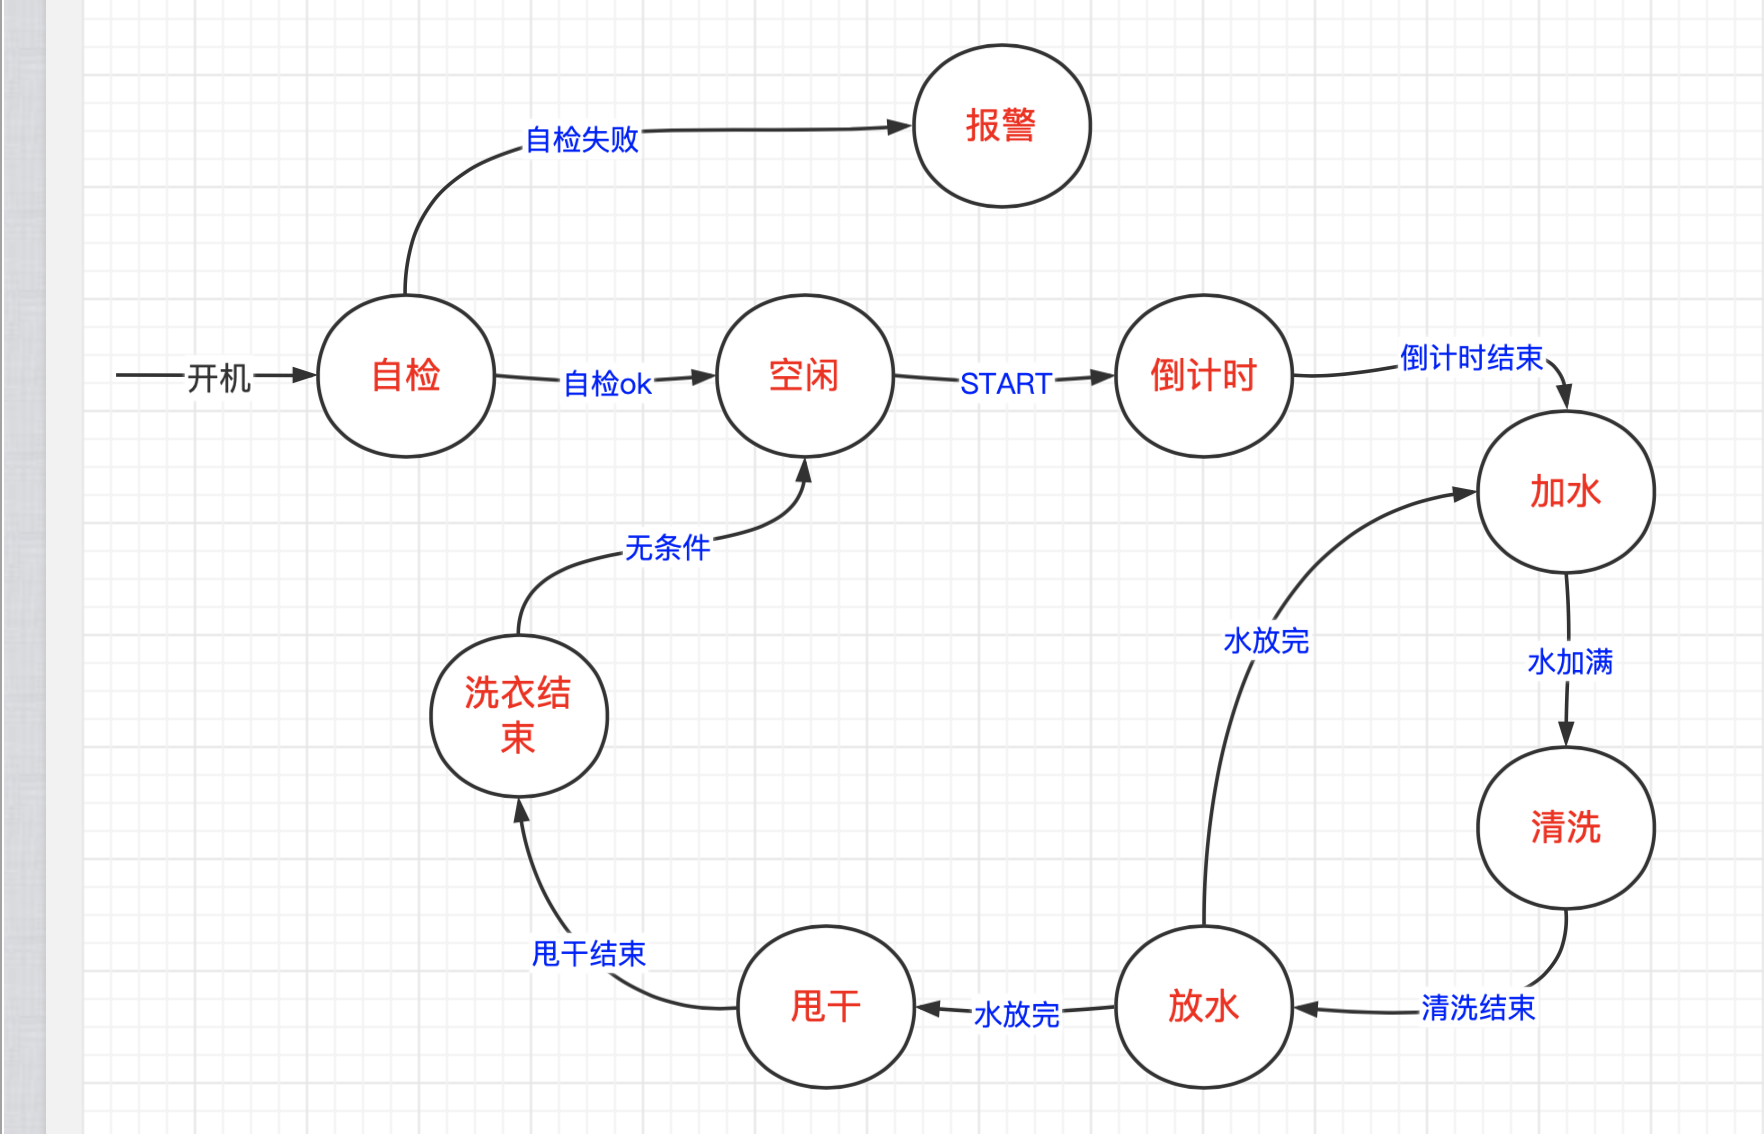 报警
自检失败
开机
自检
自检ok
空闲
START
倒计时
倒计时结束
加水
无条件
水放完
水加满
洗衣结
束
清洗
甩干结束
甩干
水放完
放水
清洗结束